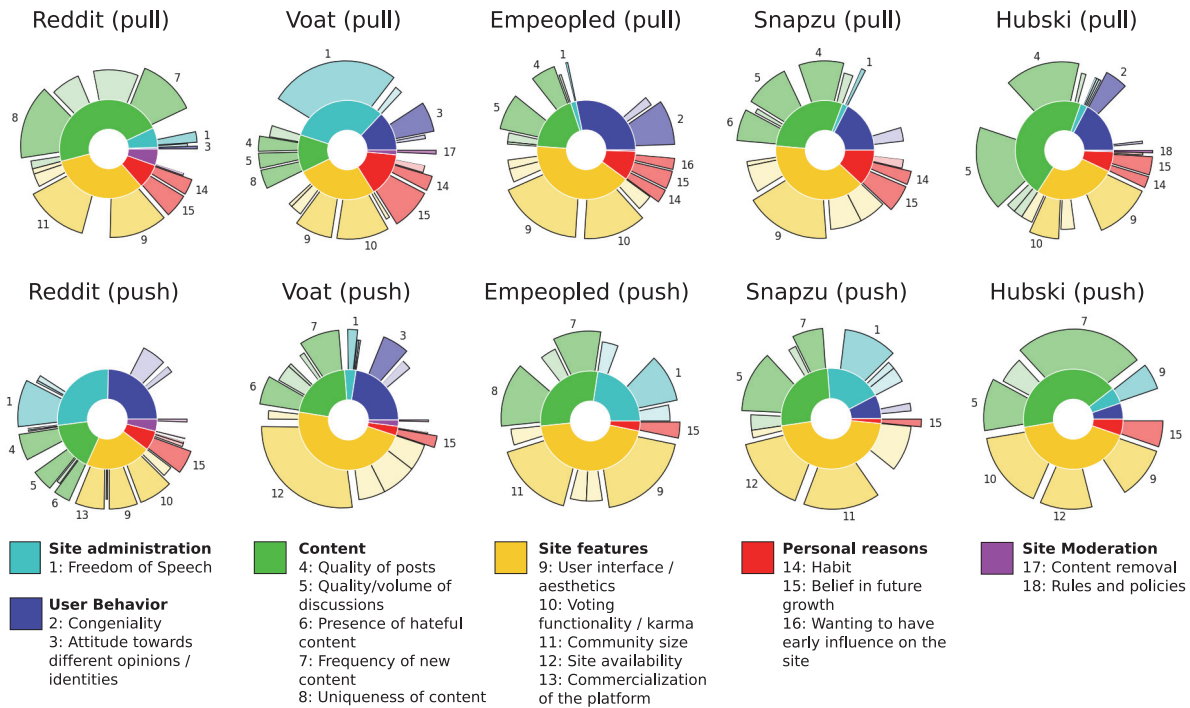 Reddit (pull)
Voat (pull)
Empeopled (pull)
Snapzu (pull)
Hubski (pull)
7
8
1
3
14
15
11
9
1
3
4
5
8
17
14
15
9
10
1
4
5
2
16
15
14
9
10
4
1
5
6
14
15
9
4
2
5
18
15
14
9
10
Reddit (push)
Voat (push)
Empeopled (push)
Snapzu (push)
Hubski (push)
1
4
5
6
13
9
10
15
7
1
3
6
15
12
7
1
8
15
11
9
7
1
5
15
12
11
7
9
5
15
10
9
12
Site administration
1: Freedom of Speech
User Behavior
2: Congeniality
3: Attitude towards
different opinions /
identities
Content
4: Quality of posts
5: Quality/volume of
discussions
6: Presence of hateful
content
7: Frequency of new
content
8: Uniqueness of content
Site features
9: User interface /
aesthetics
10: Voting
functionality / karma
11: Community size
12: Site availability
13: Commercialization
of the platform
Personal reasons
14: Habit
15: Belief in future
growth
16: Wanting to have
early influence on the
site
Site Moderation
17: Content removal
18: Rules and policies